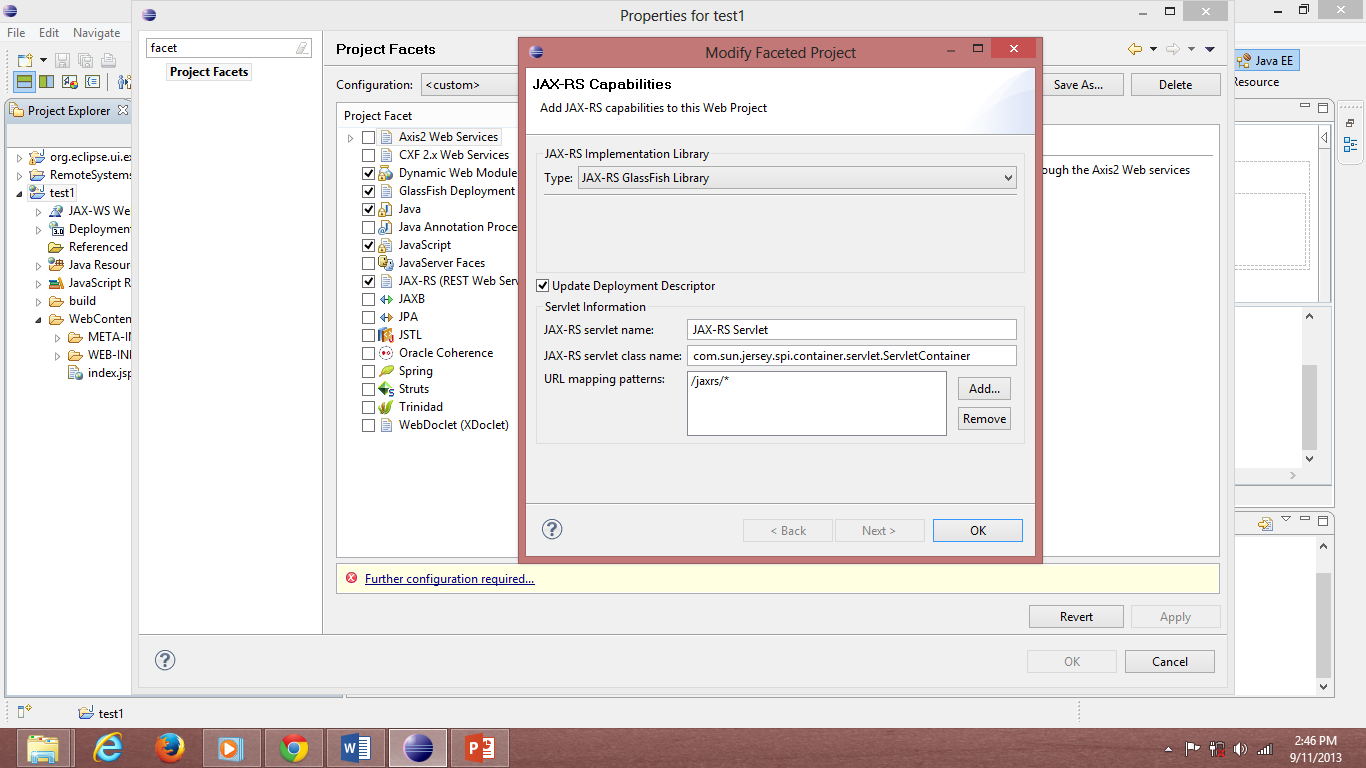 Properties for test1
File Edit Navigate
facet
Project Facets
Project Facets
Configuration: <custom>
Save As...
Delete
Java EE
Resource
Project Explorer
org.eclipse.ui.ex
RemoteSystems
test1
JAX-WS We
Deploymen
Referenced
Java Resour
JavaScript R
build
WebConten
META-IN
WEB-INF
index.jsp
Project Facet
Axis2 Web Services
CXF 2.x Web Services
Dynamic Web Module
GlassFish Deployment
Java
Java Annotation Proce
JavaScript
JavaServer Faces
JAX-RS (REST Web Serv
JAXB
JPA
JSTL
Oracle Coherence
Spring
Struts
Trinidad
WebDoclet (XDoclet)
ough the Axis2 Web services
Modify Faceted Project
JAX-RS Capabilities
Add JAX-RS capabilities to this Web Project
JAX-RS Implementation Library
Type: JAX-RS GlassFish Library
Update Deployment Descriptor
Servlet Information
JAX-RS servlet name: JAX-RS Servlet
JAX-RS servlet class name: com.sun.jersey.spi.container.servlet.ServletContainer
URL mapping patterns: /jaxrs/*
Add...
Remove
< Back
Next >
OK
Further configuration required...
Revert
Apply
OK
Cancel
test1
2:46 PM
9/11/2013